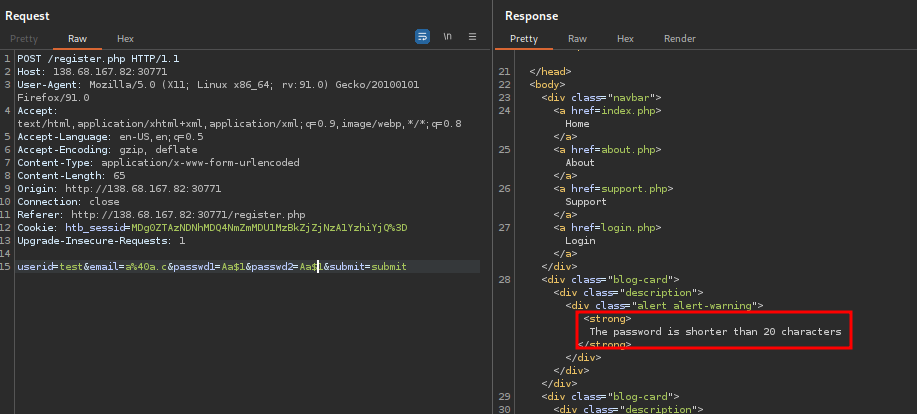 Request
Response
Pretty Raw Hex \n
Pretty Raw Hex Render
1 POST /register.php HTTP/1.1
2 Host: 138.68.167.82:30771
3 User-Agent: Mozilla/5.0 (X11; Linux x86_64; rv:91.0) Gecko/20100101
Firefox/91.0
4 Accept:
text/html,application/xhtml+xml,application/xml;q=0.9,image/webp,*/*;q=0.8
5 Accept-Language: en-US,en;q=0.5
6 Accept-Encoding: gzip, deflate
7 Content-Type: application/x-www-form-urlencoded
8 Content-Length: 65
9 Origin: http://138.68.167.82:30771
10 Connection: close
11 Referer: http://138.68.167.82:30771/register.php
12 Cookie: htb_sessid=MDg0ZTAzNDNhMDQ4NmZmMDU1MzBkZjZjNzA1YzhiYjQ%3D
13 Upgrade-Insecure-Requests: 1
14
15 userid=test&email=a%40a.c&passwd1=Aa$1&passwd2=Aa$1&submit=submit
21 </head>
22 <body>
23 <div class="navbar">
24 <a href=index.php>
Home
</a>
25 <a href=about.php>
About
</a>
26 <a href=support.php>
Support
</a>
27 <a href=login.php>
Login
</a>
</div>
28 <div class="blog-card">
<div class="description">
<div class="alert alert-warning">
<strong>
The password is shorter than 20 characters
</strong>
</div>
</div>
</div>
29 <div class="blog-card">
30 <div class="description">